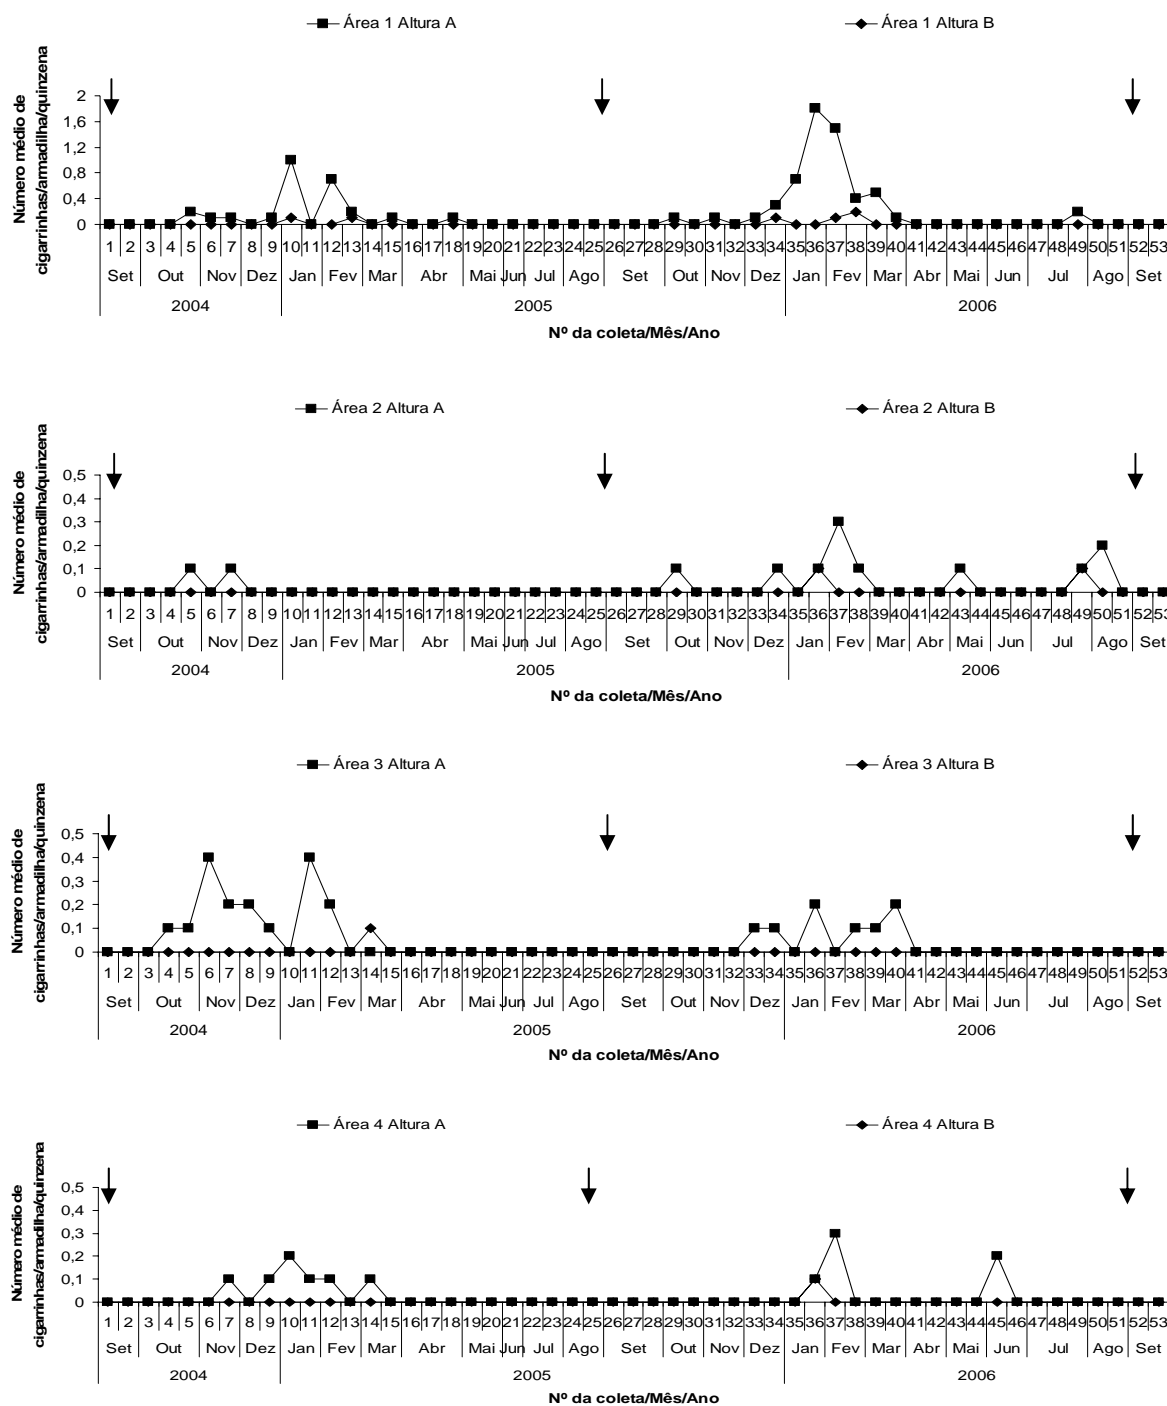 Área 1 Altura A Área 1 Altura B
Número médio de
cigarrinhas/armadilha/quinzena
2
1,6
1,2
0,8
0,4
0
1 2 3 4 5 6 7 8 9 10 11 12 13 14 15 16 17 18 19 20 21 22 23 24 25 26 27 28 29 30 31 32 33 34 35 36 37 38 39 40 41 42 43 44 45 46 47 48 49 50 51 52 53
Set Out Nov Dez Jan Fev Mar Abr Mai Jun Jul Ago Set Out Nov Dez Jan Fev Mar Abr Mai Jun Jul Ago Set
2004 2005 2006
Nº da coleta/Mês/Ano
Área 2 Altura A Área 2 Altura B
Número médio de
cigarrinhas/armadilha/quinzena
0,5
0,4
0,3
0,2
0,1
0
1 2 3 4 5 6 7 8 9 10 11 12 13 14 15 16 17 18 19 20 21 22 23 24 25 26 27 28 29 30 31 32 33 34 35 36 37 38 39 40 41 42 43 44 45 46 47 48 49 50 51 52 53
Set Out Nov Dez Jan Fev Mar Abr Mai Jun Jul Ago Set Out Nov Dez Jan Fev Mar Abr Mai Jun Jul Ago Set
2004 2005 2006
Nº da coleta/Mês/Ano
Área 3 Altura A Área 3 Altura B
Número médio de
cigarrinhas/armadilha/quinzena
0,5
0,4
0,3
0,2
0,1
0
1 2 3 4 5 6 7 8 9 10 11 12 13 14 15 16 17 18 19 20 21 22 23 24 25 26 27 28 29 30 31 32 33 34 35 36 37 38 39 40 41 42 43 44 45 46 47 48 49 50 51 52 53
Set Out Nov Dez Jan Fev Mar Abr Mai Jun Jul Ago Set Out Nov Dez Jan Fev Mar Abr Mai Jun Jul Ago Set
2004 2005 2006
Nº da coleta/Mês/Ano
Área 4 Altura A Área 4 Altura B
Número médio de
cigarrinhas/armadilha/quinzena
0,5
0,4
0,3
0,2
0,1
0
1 2 3 4 5 6 7 8 9 10 11 12 13 14 15 16 17 18 19 20 21 22 23 24 25 26 27 28 29 30 31 32 33 34 35 36 37 38 39 40 41 42 43 44 45 46 47 48 49 50 51 52 53
Set Out Nov Dez Jan Fev Mar Abr Mai Jun Jul Ago Set Out Nov Dez Jan Fev Mar Abr Mai Jun Jul Ago Set
2004 2005 2006
Nº da coleta/Mês/Ano